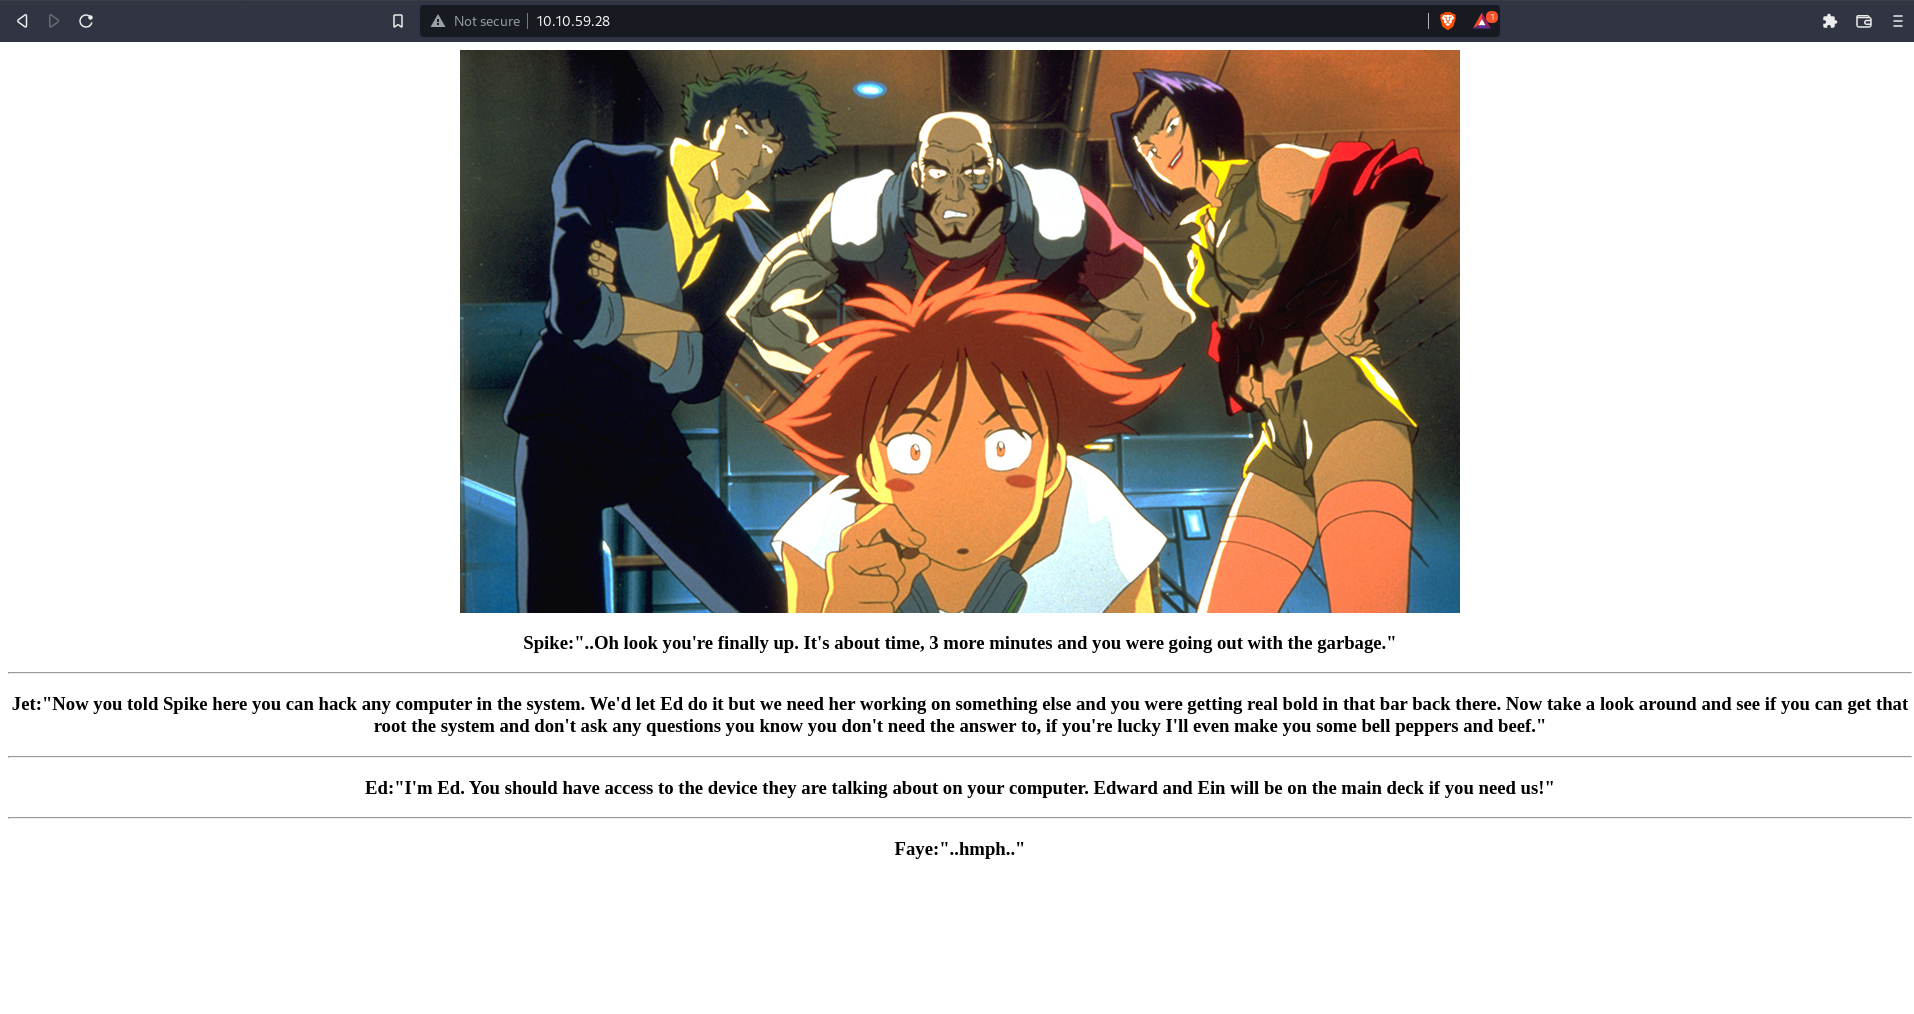 Not secure
10.10.59.28
1
Spike:"..Oh look you're finally up. It's about time, 3 more minutes and you were going out with the garbage."
Jet:"Now you told Spike here you can hack any computer in the system. We'd let Ed do it but we need her working on something else and you were getting real bold in that bar back there. Now take a look around and see if you can get that
root the system and don't ask any questions you know you don't need the answer to, if you're lucky I'll even make you some bell peppers and beef."
Ed:"I'm Ed. You should have access to the device they are talking about on your computer. Edward and Ein will be on the main deck if you need us!"
Faye:"..hmph.."